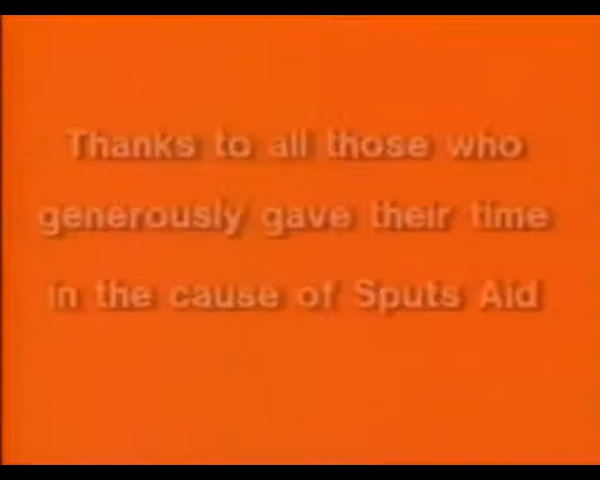 Thanks to all those who
generously gave their time
in the cause of Sputs Aid